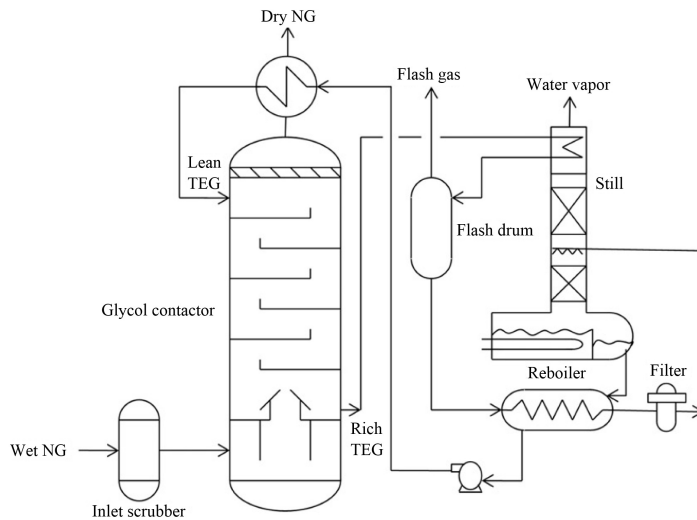 Dry NG
Flash gas
Water vapor
Lean
TEG
Still
Flash drum
Glycol contactor
Reboiler
Filter
Rich
TEG
Wet NG
Inlet scrubber